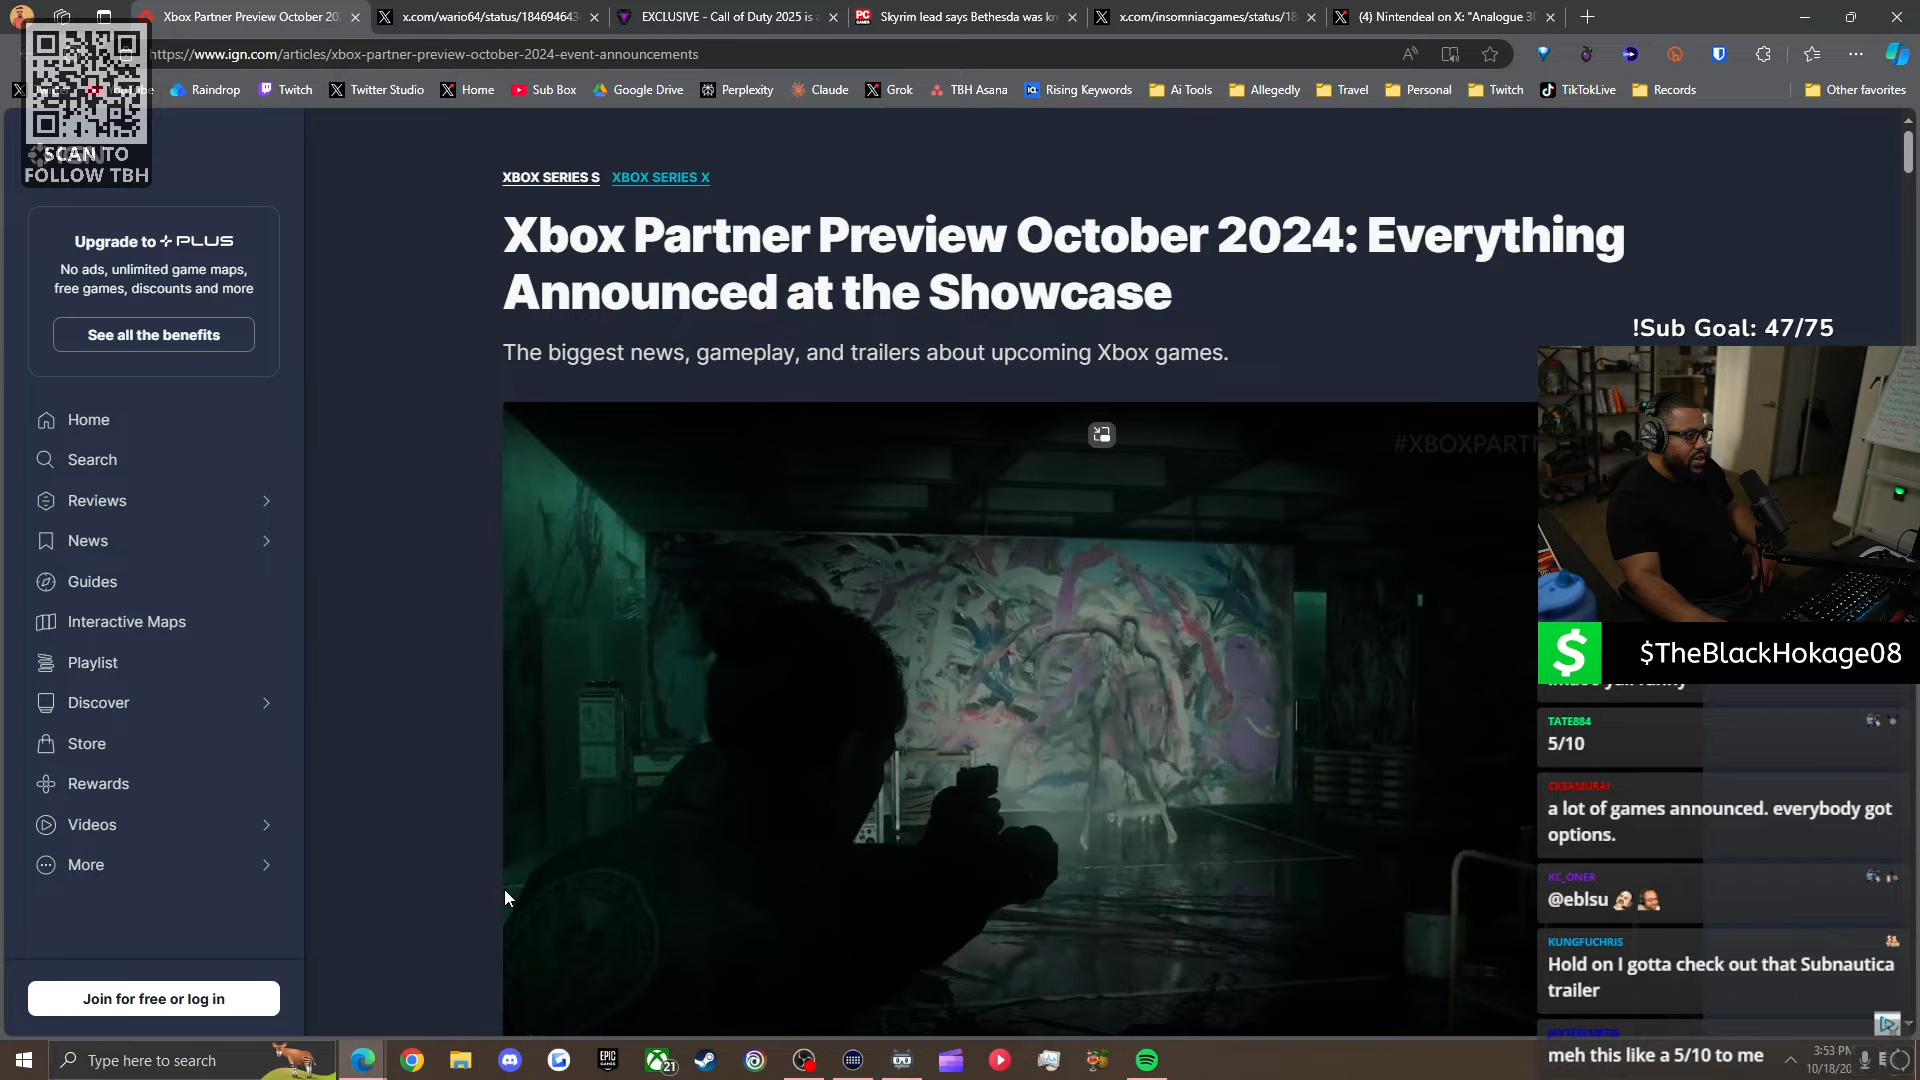 Xbox Partner Preview October 20
x.com/wario64/status/184694643
EXCLUSIVE - Call of Duty 2025 is a
Skyrim lead says Bethesda was kn
x.com/insomniacgames/status/18
(4) Nintendeal on X: "Analogue 3
https://www.ign.com/articles/xbox-partner-preview-october-2024-event-announcements
Raindrop
Twitch
Twitter Studio
Home
Sub Box
Google Drive
Perplexity
Claude
Grok
TBH Asana
Rising Keywords
Ai Tools
Allegedly
Travel
Personal
Twitch
TikTokLive
Records
Other favorites
SCAN TO
FOLLOW TBH
Upgrade to PLUS
No ads, unlimited game maps,
free games, discounts and more
See all the benefits
Home
Search
Reviews
News
Guides
Interactive Maps
Playlist
Discover
Store
Rewards
Videos
More
Join for free or log in
XBOX SERIES S XBOX SERIES X
Xbox Partner Preview October 2024: Everything
Announced at the Showcase
The biggest news, gameplay, and trailers about upcoming Xbox games.
#XBOXPARTN
!Sub Goal: 47/75
$TheBlackHokage08
TATE884
5/10
CKSAMURAI
a lot of games announced. everybody got
options.
KC_ONER
@eblsu
KUNGFUCHRIS
Hold on I gotta check out that Subnautica
trailer
meh this like a 5/10 to me
Type here to search
EPIC
21
3:53 PM
10/18/20